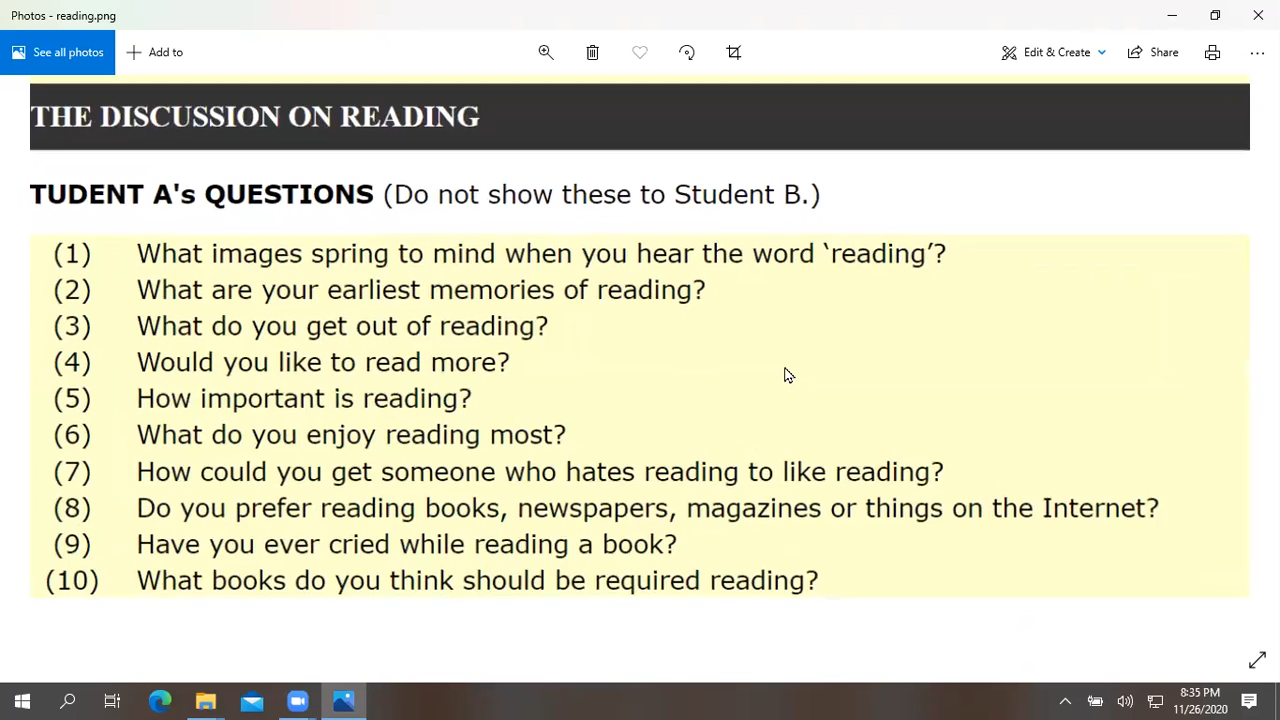 Photos - reading.png
See all photos
Add to
Edit & Create
Share
THE DISCUSSION ON READING
TUDENT A's QUESTIONS (Do not show these to Student B.)
(1) What images spring to mind when you hear the word ‘reading’?
(2) What are your earliest memories of reading?
(3) What do you get out of reading?
(4) Would you like to read more?
(5) How important is reading?
(6) What do you enjoy reading most?
(7) How could you get someone who hates reading to like reading?
(8) Do you prefer reading books, newspapers, magazines or things on the Internet?
(9) Have you ever cried while reading a book?
(10) What books do you think should be required reading?
8:35 PM
11/26/2020